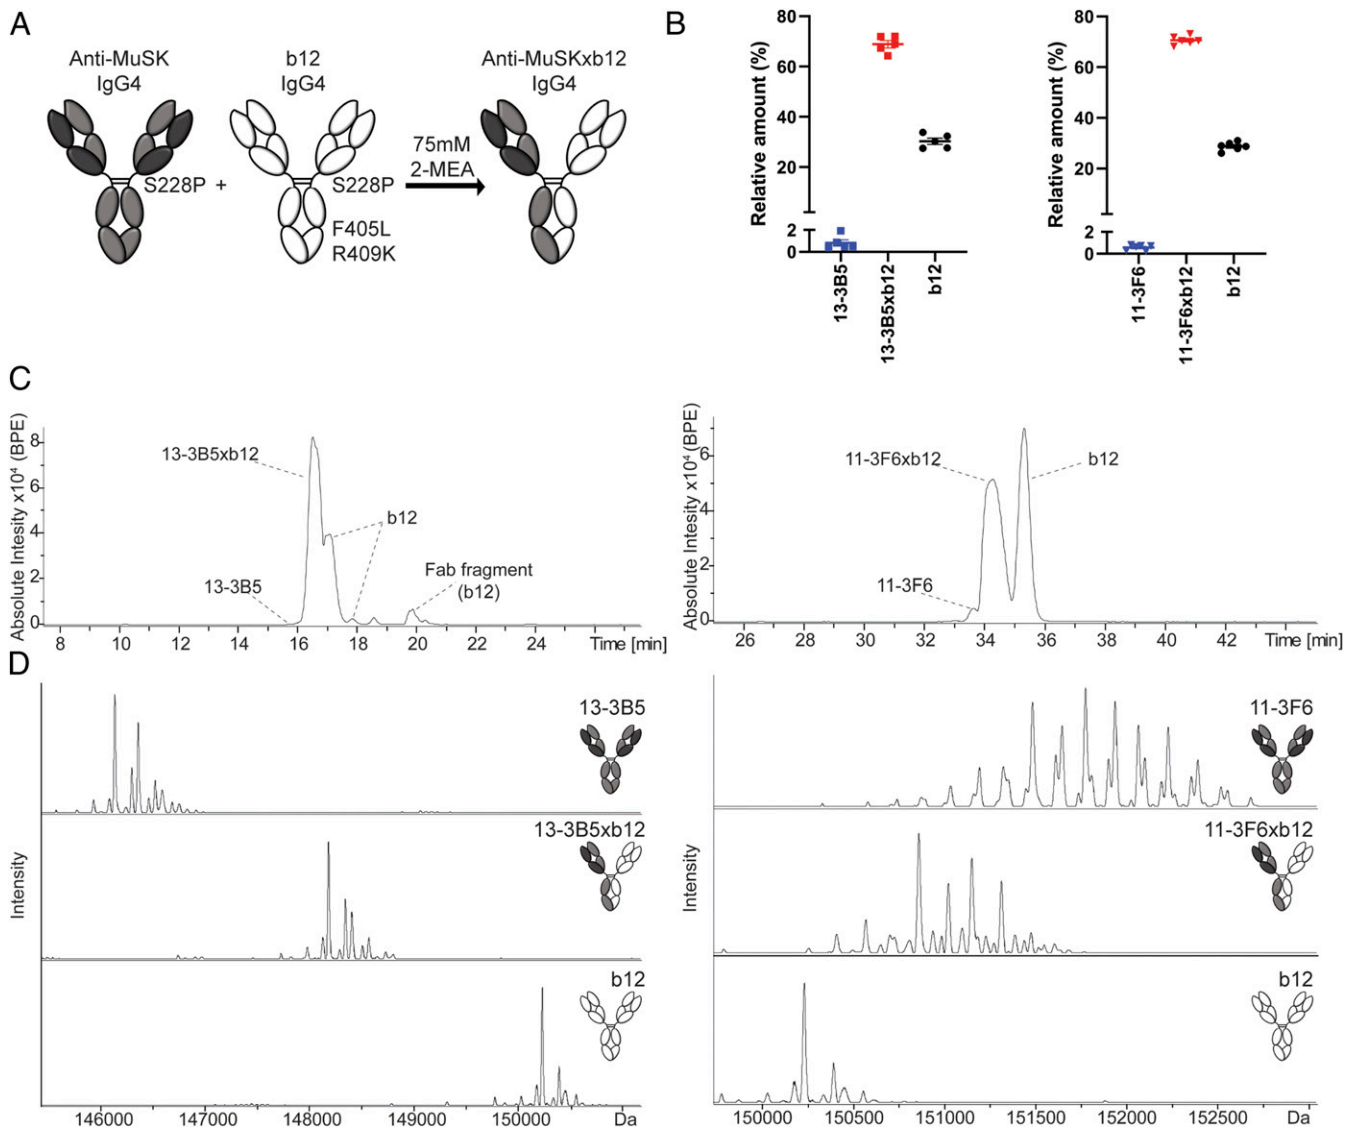 A
Anti-MuSK
IgG4
b12
IgG4
Anti-MuSKxb12
IgG4
75mM
2-MEA
S228P +
S228P
F405L
R409K
B
Relative amount (%)
80
60
40
20
2
0
13-3B5
13-3B5xb12
b12
Relative amount (%)
80
60
40
20
2
0
11-3F6
11-3F6xb12
b12
C
Absolute Intesity x10⁴ (BPE)
8
6
4
2
0
13-3B5xb12
b12
13-3B5
Fab fragment
(b12)
8 10 12 14 16 18 20 22 24 Time [min]
Absolute Intesity x10⁴ (BPE)
6
4
2
0
11-3F6xb12
b12
11-3F6
26 28 30 32 34 36 38 40 42 Time [min]
D
Intensity
13-3B5
13-3B5xb12
b12
146000 147000 148000 149000 150000 Da
Intensity
11-3F6
11-3F6xb12
b12
150000 150500 151000 151500 152000 152500 Da